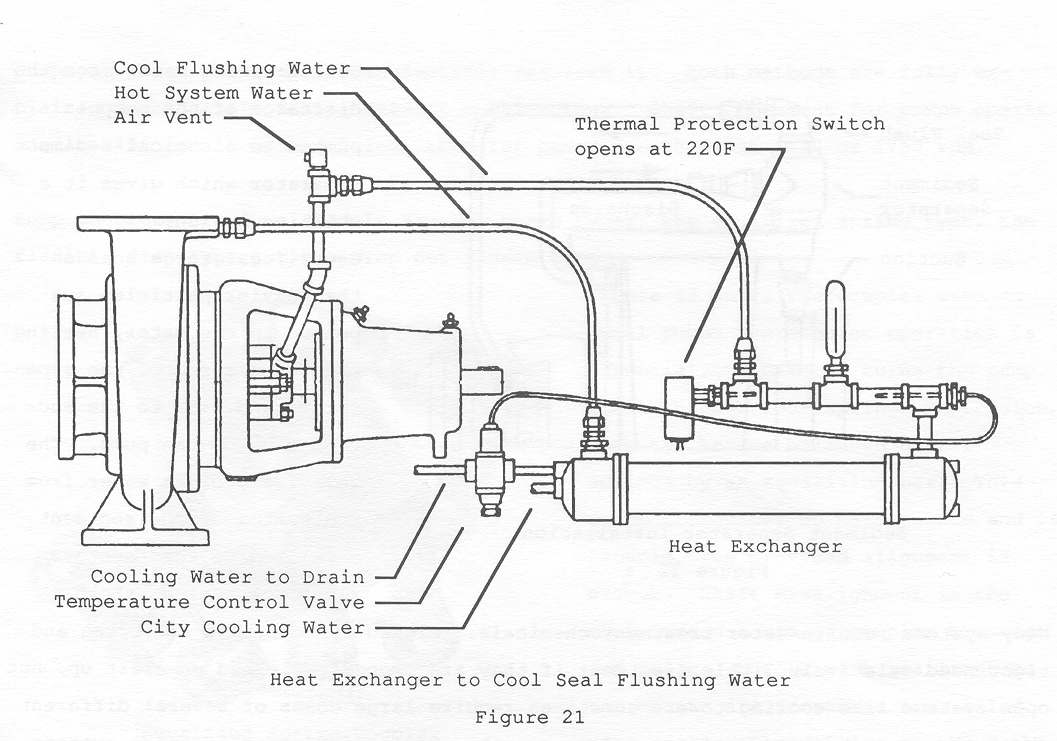 Cool Flushing Water
Hot System Water
Air Vent
Thermal Protection Switch
opens at 220F
Heat Exchanger
Cooling Water to Drain
Temperature Control Valve
City Cooling Water
Heat Exchanger to Cool Seal Flushing Water
Figure 21